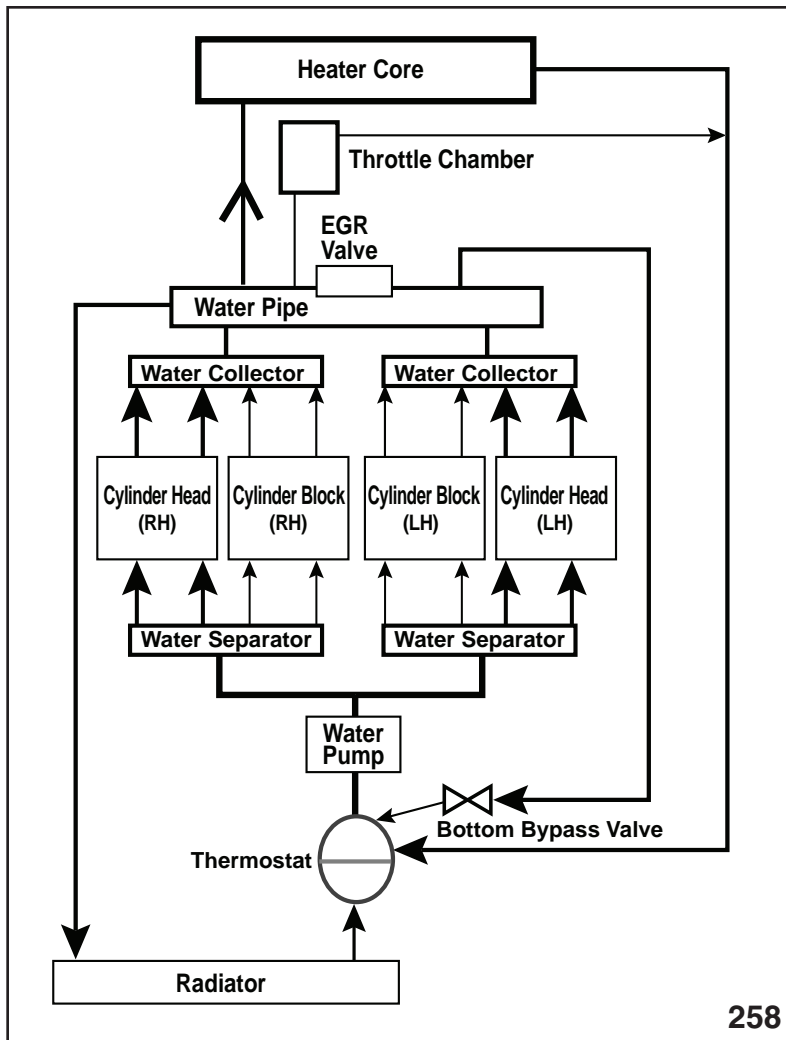 Heater Core
Throttle Chamber
EGR
Valve
Water Pipe
Water Collector
Water Collector
Cylinder Head
(RH)
Cylinder Block
(RH)
Cylinder Block
(LH)
Cylinder Head
(LH)
Water Separator
Water Separator
Water
Pump
Bottom Bypass Valve
Thermostat
Radiator
258